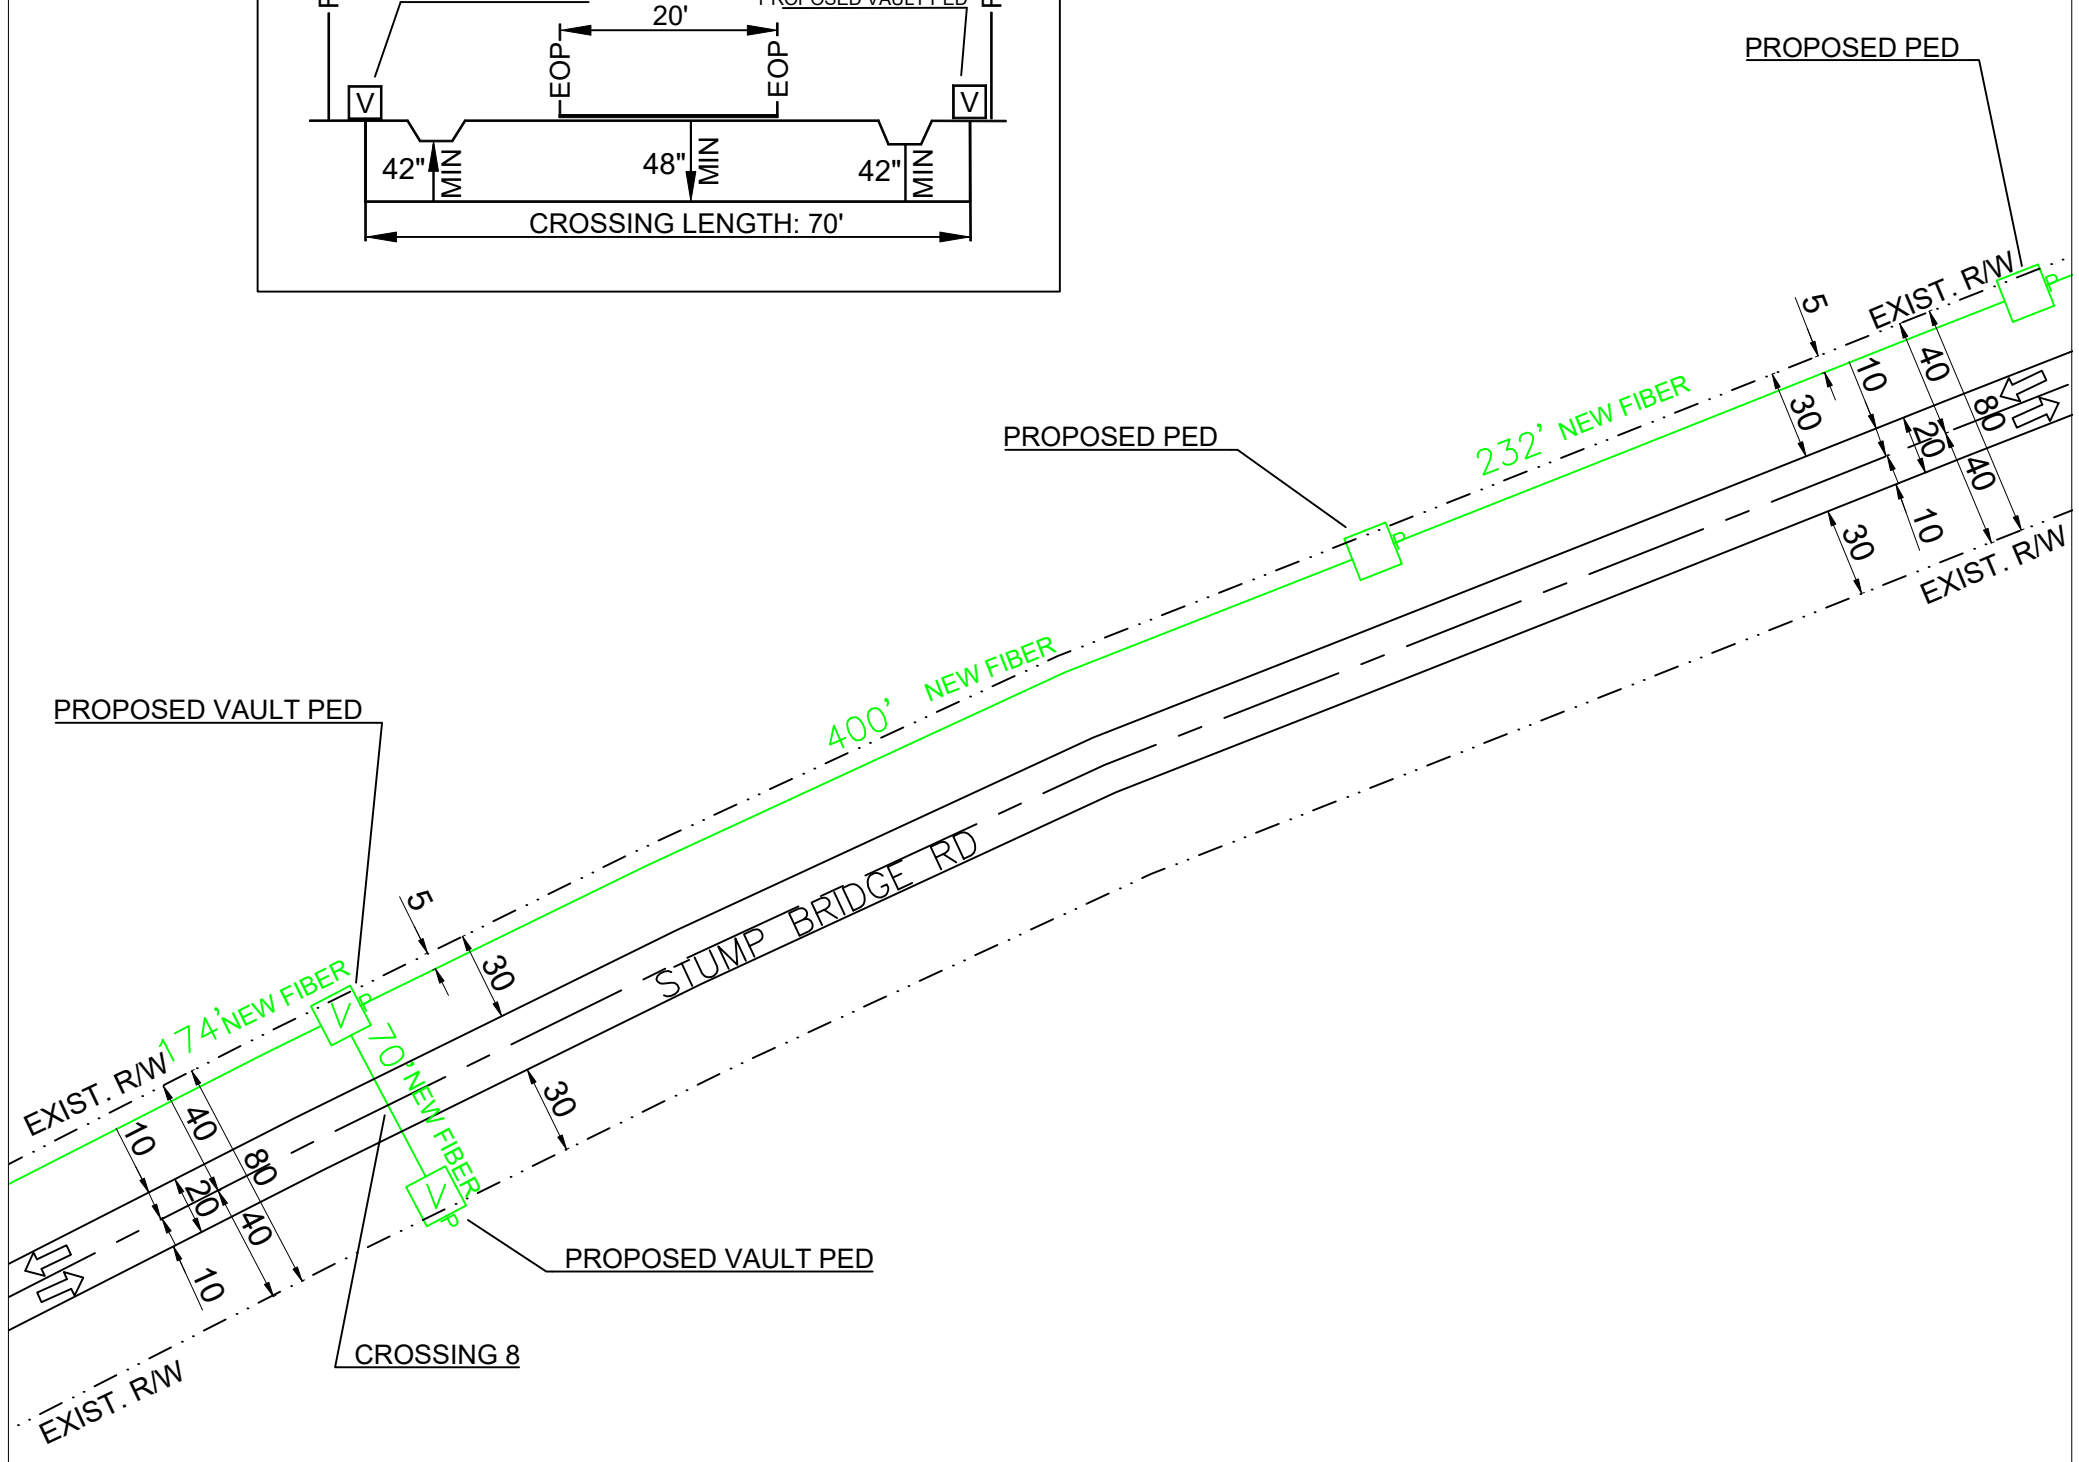 20'
PROPOSED VAULT PED
EOP
EOP
V
V
42"
MIN
48"
MIN
42"
MIN
CROSSING LENGTH: 70'
PROPOSED PED
EXIST. R/W
P
5
10
40
30
80
20
40
10
30
EXIST. R/W
232' NEW FIBER
PROPOSED PED
P
400' NEW FIBER
PROPOSED VAULT PED
STUMP BRIDGE RD
5
30
174' NEW FIBER
V
P
70' NEW FIBER
EXIST. R/W
30
10
40
80
20
40
10
V
P
PROPOSED VAULT PED
CROSSING 8
EXIST. R/W